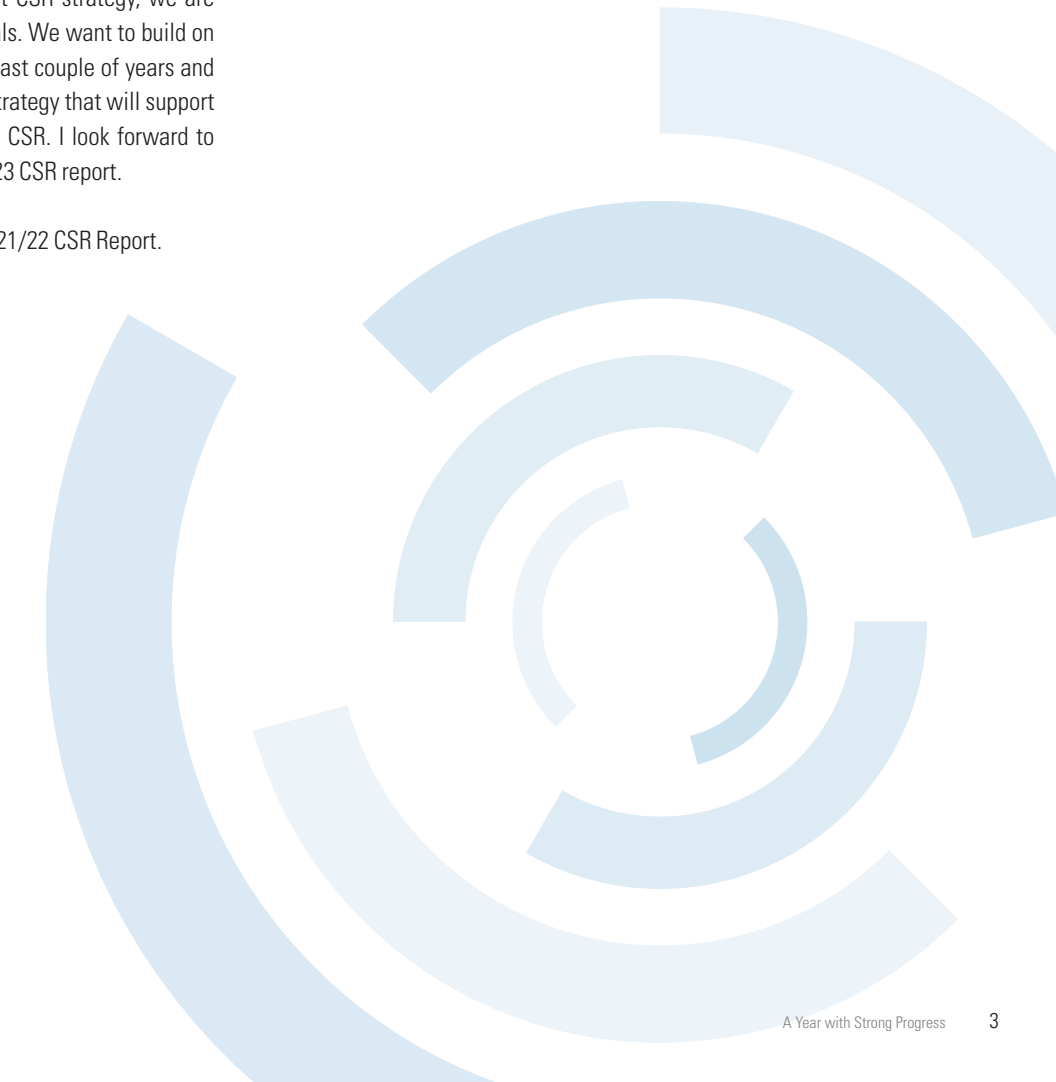 CSR strategy, we are
als. We want to build on
ast couple of years and
trategy that will support
CSR. I look forward to
23 CSR report.
21/22 CSR Report.
A Year with Strong Progress 3